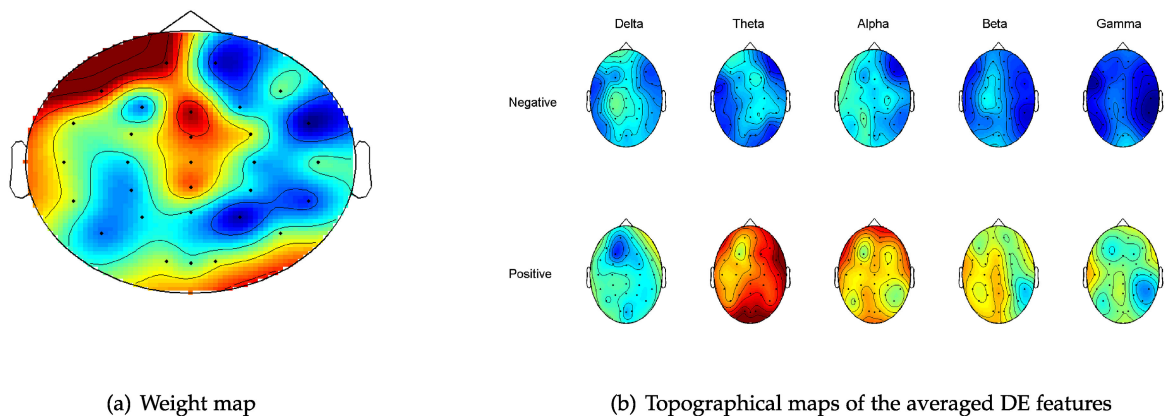 Delta Theta Alpha Beta Gamma
Negative
Positive
(a) Weight map
(b) Topographical maps of the averaged DE features